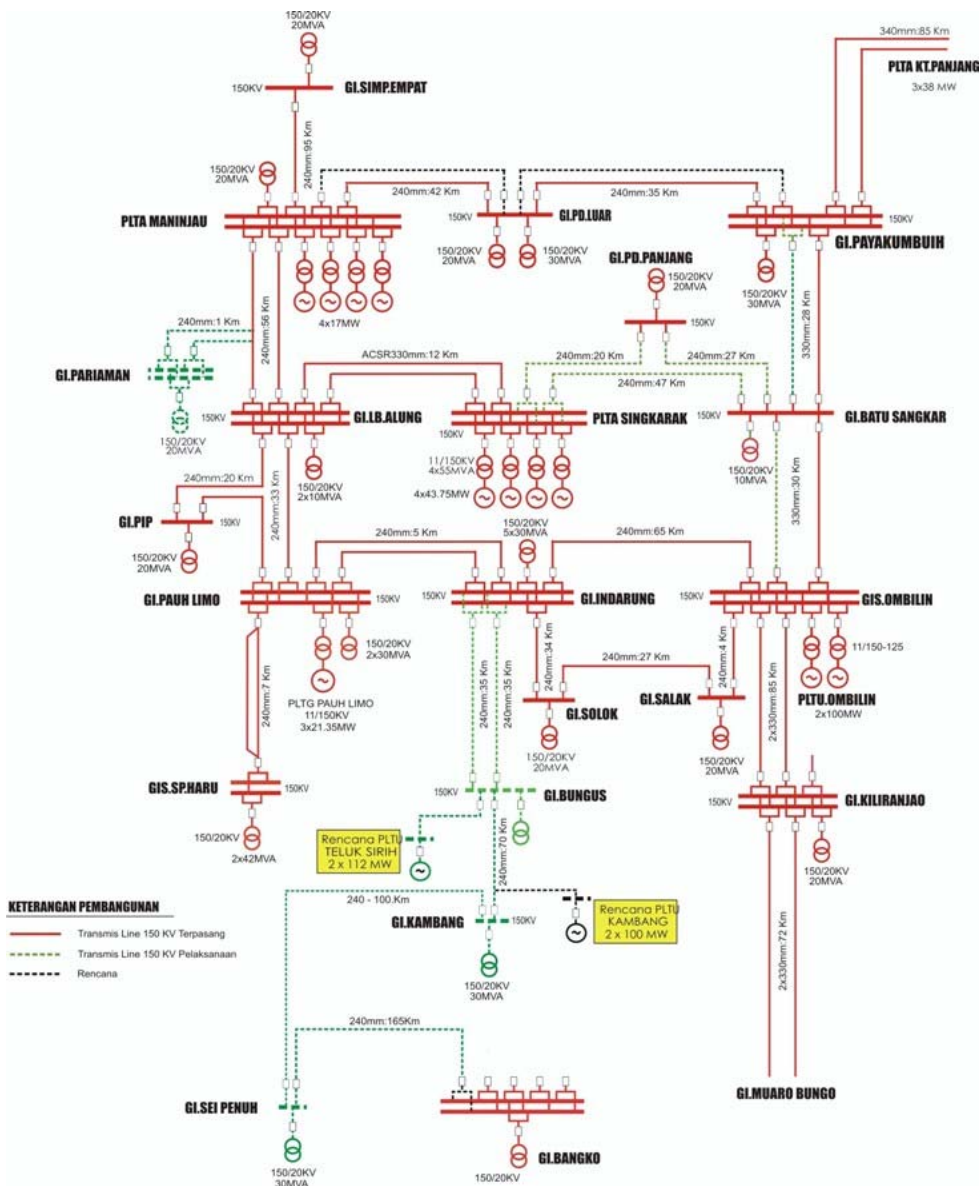 150/20KV
20MVA
150KV
GI.SIMP.EMPAT
340mm:85 Km
PLTA KT.PANJANG
3x38 MW
240mm:95 Km
150/20KV
20MVA
240mm:42 Km
240mm:35 Km
PLTA MANINJAU
150KV
150KV
GI.PD.LUAR
150KV
GI.PAYAKUMBUIH
150/20KV
20MVA
150/20KV
30MVA
GI.PD.PANJANG
150/20KV
20MVA
150/20KV
30MVA
4x17MW
240mm:1 Km
240mm:56 Km
150KV
330mm:28 Km
ACSR330mm:12 Km
240mm:20 Km
240mm:27 Km
GI.PARIAMAN
240mm:47 Km
150KV
GI.LB.ALUNG
150KV
PLTA SINGKARAK
150KV
GI.BATU SANGKAR
150/20KV
20MVA
150/20KV
2x10MVA
11/150KV
4x55MVA
4x43.75MW
150/20KV
10MVA
240mm:20 Km
240mm:33 Km
330mm:30 Km
GI.PIP
150KV
150/20KV
20MVA
240mm:5 Km
150/20KV
5x30MVA
240mm:65 Km
GI.PAUH LIMO
150KV
150KV
GI.INDARUNG
150KV
GIS.OMBILIN
150/20KV
2x30MVA
11/150-125
240mm:7 Km
PLTG PAUH LIMO
11/150KV
3x21.35MW
240mm:35 Km
240mm:35 Km
240mm:34 Km
240mm:27 Km
240mm:4 Km
2x330mm:85 Km
GI.SOLOK
GI.SALAK
PLTU.OMBILIN
2x100MW
150/20KV
20MVA
150/20KV
20MVA
GIS.SP.HARU
150KV
150KV
GI.BUNGUS
150KV
GI.KILIRANJAO
150/20KV
2x42MVA
Rencana PLTU
TELUK SIRIH
2 x 112 MW
240mm:70 Km
150/20KV
20MVA
240 - 100.Km
GI.KAMBANG
150KV
Rencana PLTU
KAMBANG
2 x 100 MW
2x330mm:72 Km
KETERANGAN PEMBANGUNAN
Transmis Line 150 KV Terpasang
Transmis Line 150 KV Pelaksanaan
Rencana
150/20KV
30MVA
240mm:165Km
GI.MUARO BUNGO
GI.SEI PENUH
150/20KV
30MVA
150/20KV
GI.BANGKO